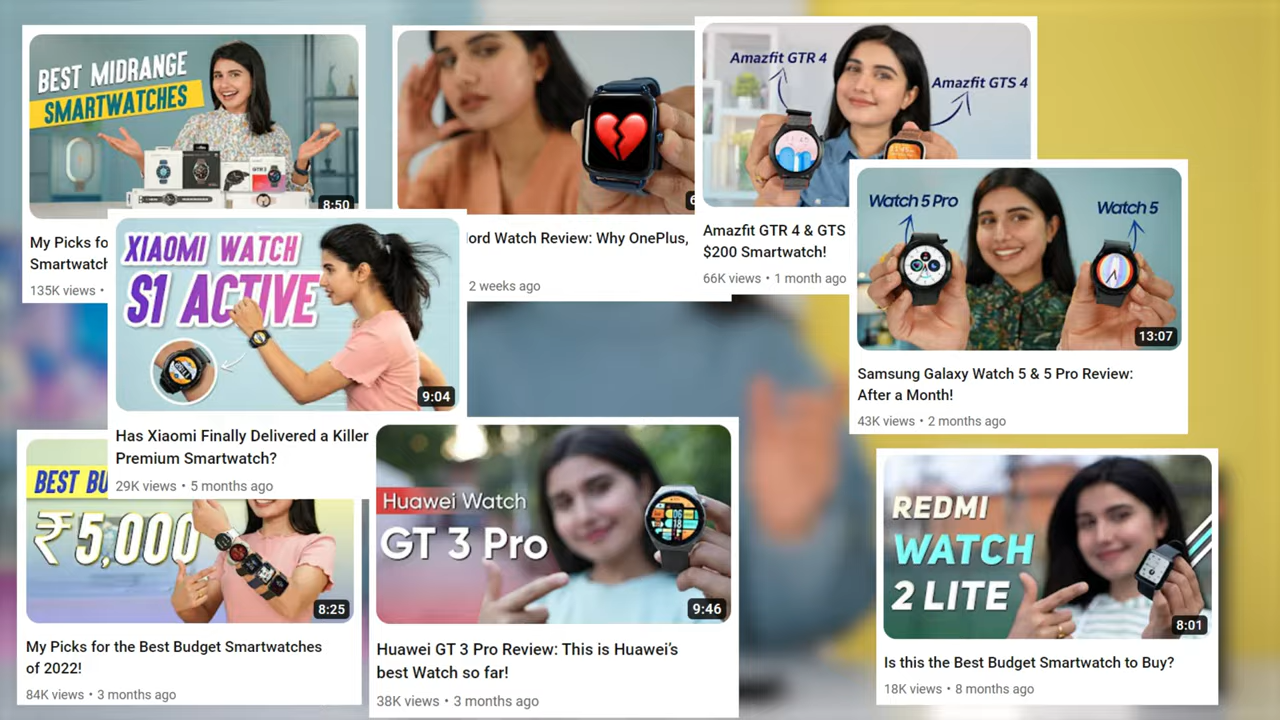 BEST MIDRANGE
SMARTWATCHES
8:50
My Picks fo
Smartwatch
135K views •
lord Watch Review: Why OnePlus,
2 weeks ago
Amazfit GTR 4
Amazfit GTS 4
Amazfit GTR 4 & GTS
$200 Smartwatch!
66K views • 1 month ago
XIAOMI WATCH
S1 ACTIVE
9:04
Has Xiaomi Finally Delivered a Killer
Premium Smartwatch?
29K views • 5 months ago
Watch 5 Pro
Watch 5
13:07
Samsung Galaxy Watch 5 & 5 Pro Review:
After a Month!
43K views • 2 months ago
BEST BU
₹5,000
8:25
My Picks for the Best Budget Smartwatches
of 2022!
84K views • 3 months ago
Huawei Watch
GT 3 Pro
9:46
Huawei GT 3 Pro Review: This is Huawei's
best Watch so far!
38K views • 3 months ago
REDMI
WATCH
2 LITE
8:01
Is this the Best Budget Smartwatch to Buy?
18K views • 8 months ago